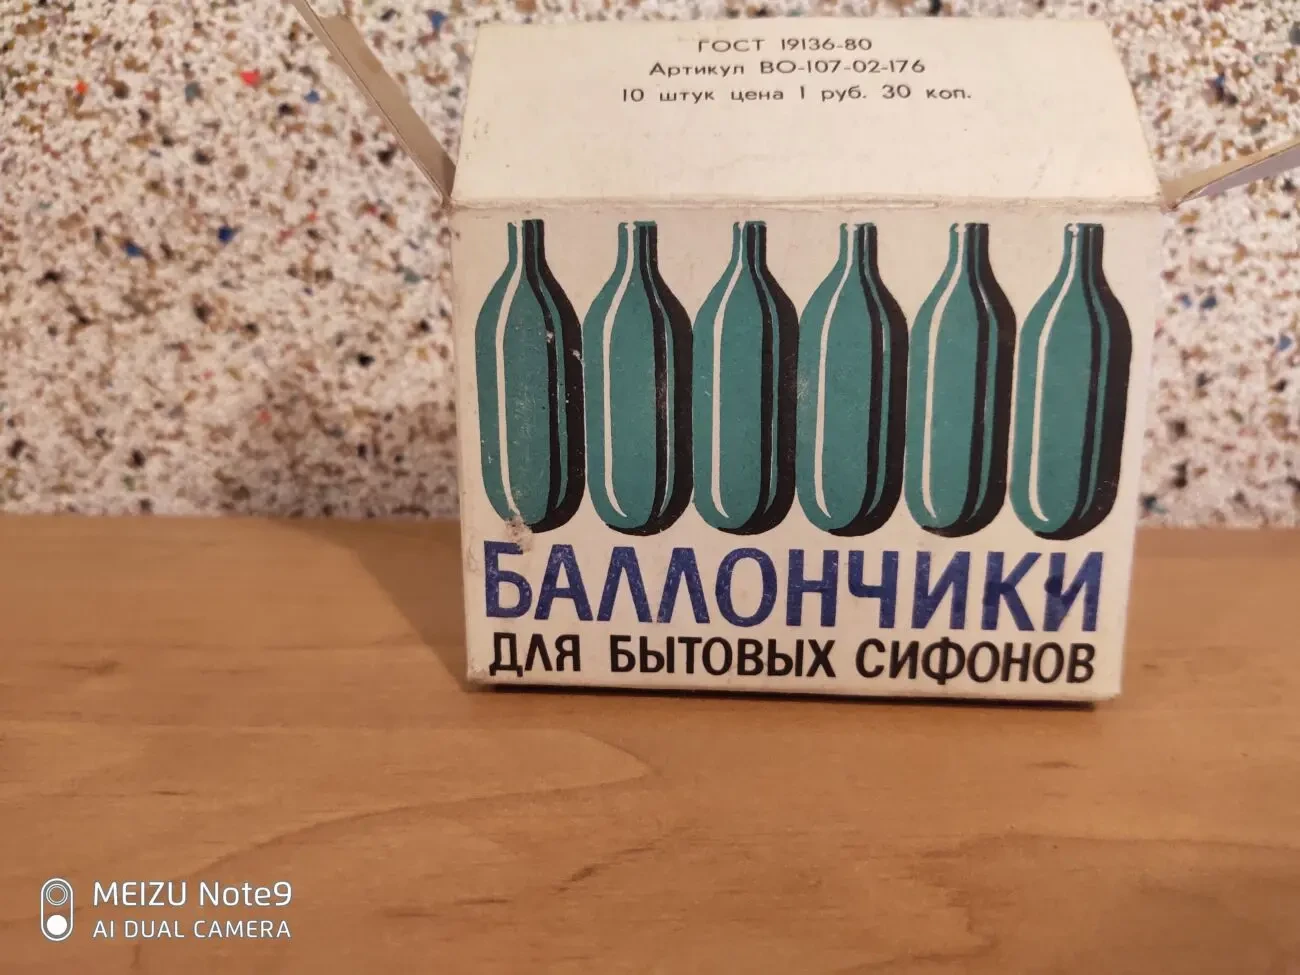 ГОСТ 19136-80
Артикул ВО-107-02-176
10 штук цена 1 руб. 30 коп.
БАЛЛОНЧИКИ
ДЛЯ БЫТОВЫХ СИФОНОВ
MEIZU Note9
AI DUAL CAMERA